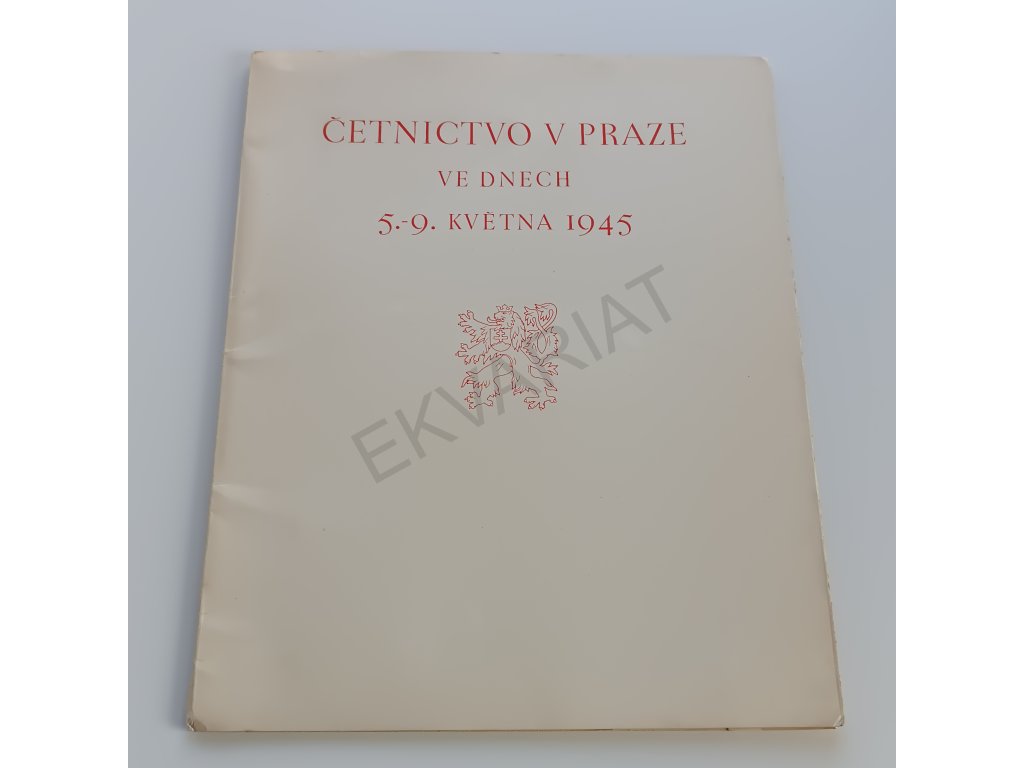 ČETNICTVO V PRAZE
VE DNECH
5.-9. KVĚTNA 1945
EKVARIAT